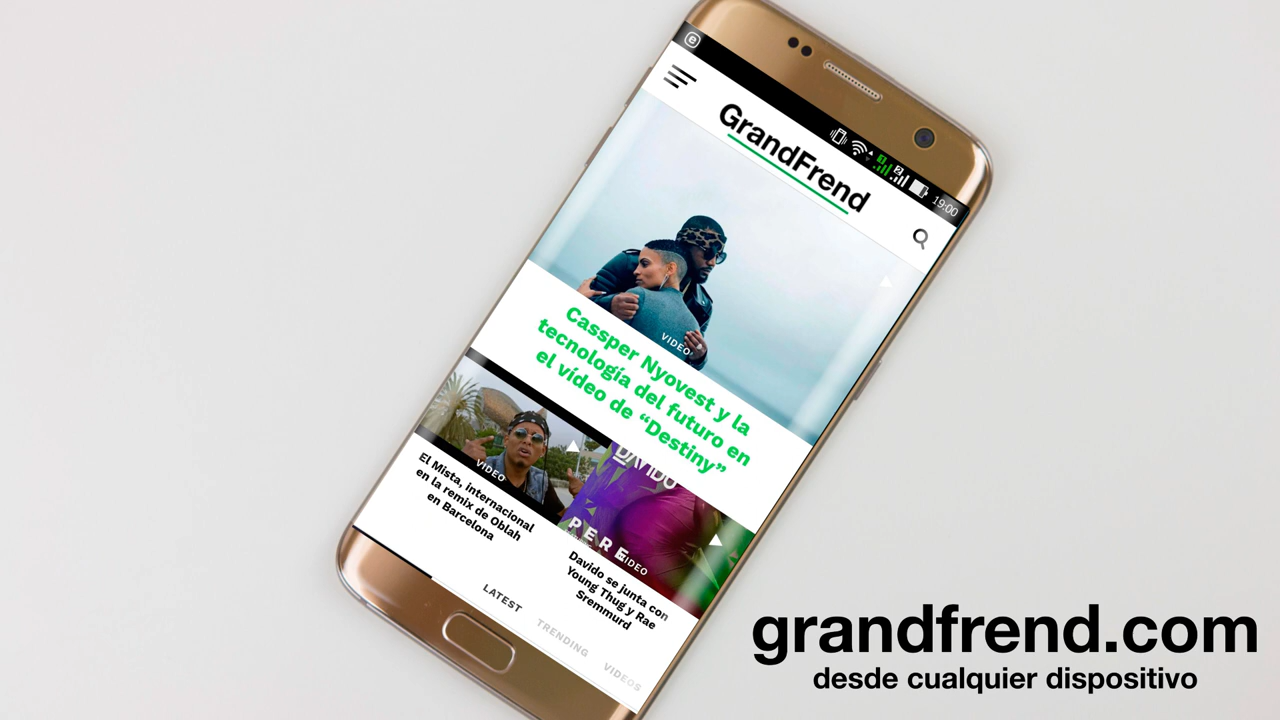 19:00
GrandFrend
VIDEO
Cassper Nyovest y la
tecnología del futuro en
el vídeo de “Destiny”
VIDEO
El Mista, internacional
en la remix de Oblah
en Barcelona
DAVIDO
PERE
VIDEO
Davido se junta con
Young Thug y Rae
Sremmurd
LATEST
TRENDING
VIDEOS
grandfrend.com
desde cualquier dispositivo